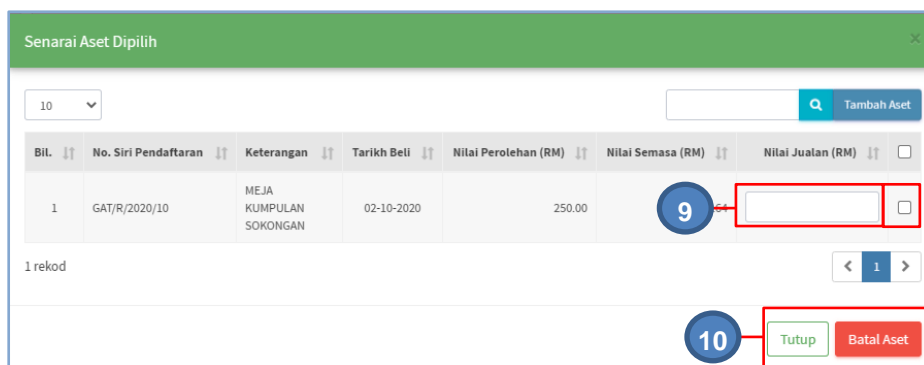 Senarai Aset Dipilih ×
10 Tambah Aset
Bil. No. Siri Pendaftaran Keterangan Tarikh Beli Nilai Perolehan (RM) Nilai Semasa (RM) Nilai Jualan (RM)
1 GAT/R/2020/10 MEJA KUMPULAN SOKONGAN 02-10-2020 250.00 9
1 rekod 1
10 Tutup Batal Aset